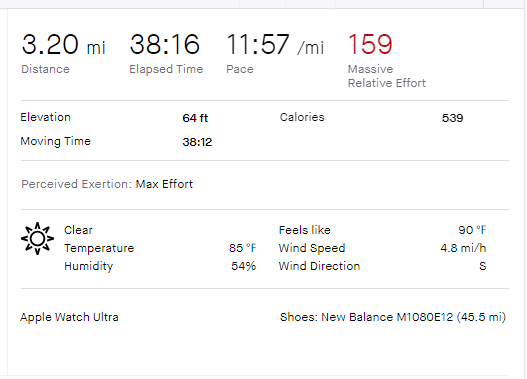 3.20 mi 38:16 11:57 /mi 159
Distance Elapsed Time Pace Massive
Relative Effort
Elevation 64 ft Calories 539
Moving Time 38:12
Perceived Exertion: Max Effort
Clear Feels like 90 °F
Temperature 85 °F Wind Speed 4.8 mi/h
Humidity 54% Wind Direction S
Apple Watch Ultra Shoes: New Balance M1080E12 (45.5 mi)